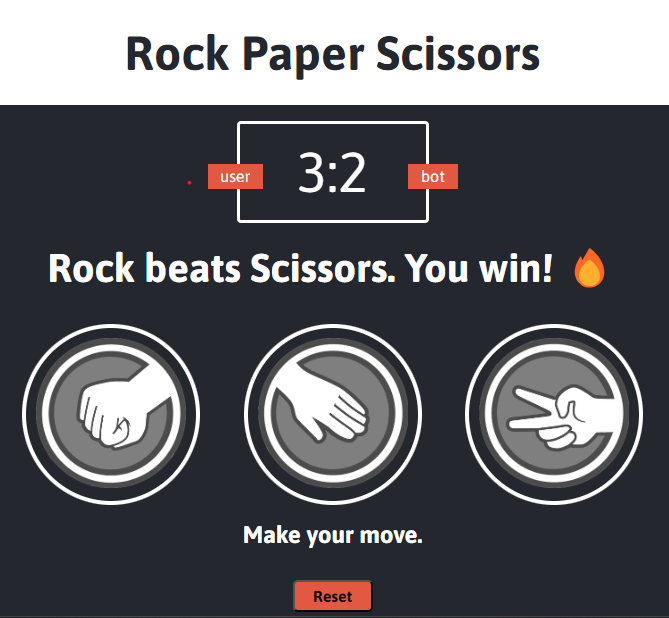 Rock Paper Scissors
user 3:2 bot
Rock beats Scissors. You win! 🔥
Make your move.
Reset